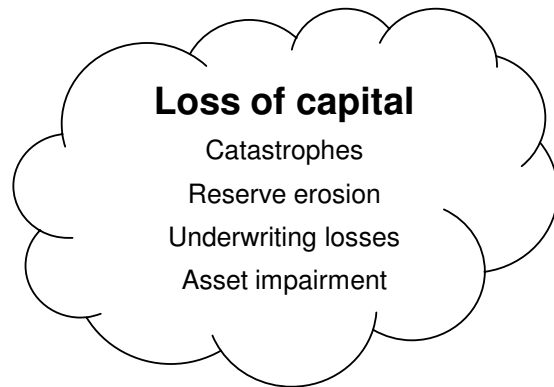 Loss of capital
Catastrophes
Reserve erosion
Underwriting losses
Asset impairment